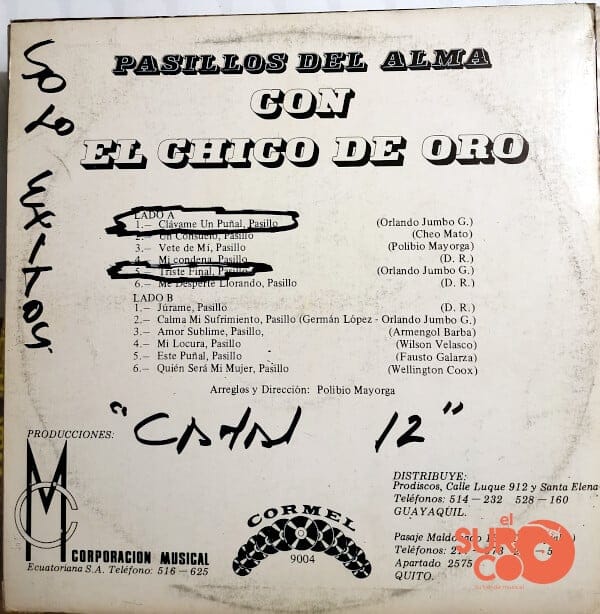 PASILLOS DEL ALMA
CON
EL CHICO DE ORO
SOLO EXITOS
LADO A
1.— Clávame Un Puñal, Pasillo (Orlando Jumbo G.)
2.— Un Consuelo, Pasillo (Cheo Mato)
3.— Vete de Mí, Pasillo (Polibio Mayorga)
4.— Mi condena, Pasillo (D. R.)
5.— Triste Final, Pasillo (Orlando Jumbo G.)
6.— Me Desperte Llorando, Pasillo (D. R.)
LADO B
1.— Júrame, Pasillo (D. R.)
2.— Calma Mi Sufrimiento, Pasillo (Germán López - Orlando Jumbo G.)
3.— Amor Sublime, Pasillo, (Armengol Barba)
4.— Mi Locura, Pasillo (Wilson Velasco)
5.— Este Puñal, Pasillo (Fausto Galarza)
6.— Quién Será Mi Mujer, Pasillo (Wellington Coox)
Arreglos y Dirección: Polibio Mayorga
"12"
PRODUCCIONES:
MC
CORPORACION MUSICAL
Ecuatoriana S.A. Teléfono: 516-625
CORMEL
9004
DISTRIBUYE:
Prodiscos, Calle Luque 912 y Santa Elena
Teléfonos: 514-232 528-160
GUAYAQUIL.
Pasaje
Teléfonos:
Apartado 2575
QUITO.
el
SURCO